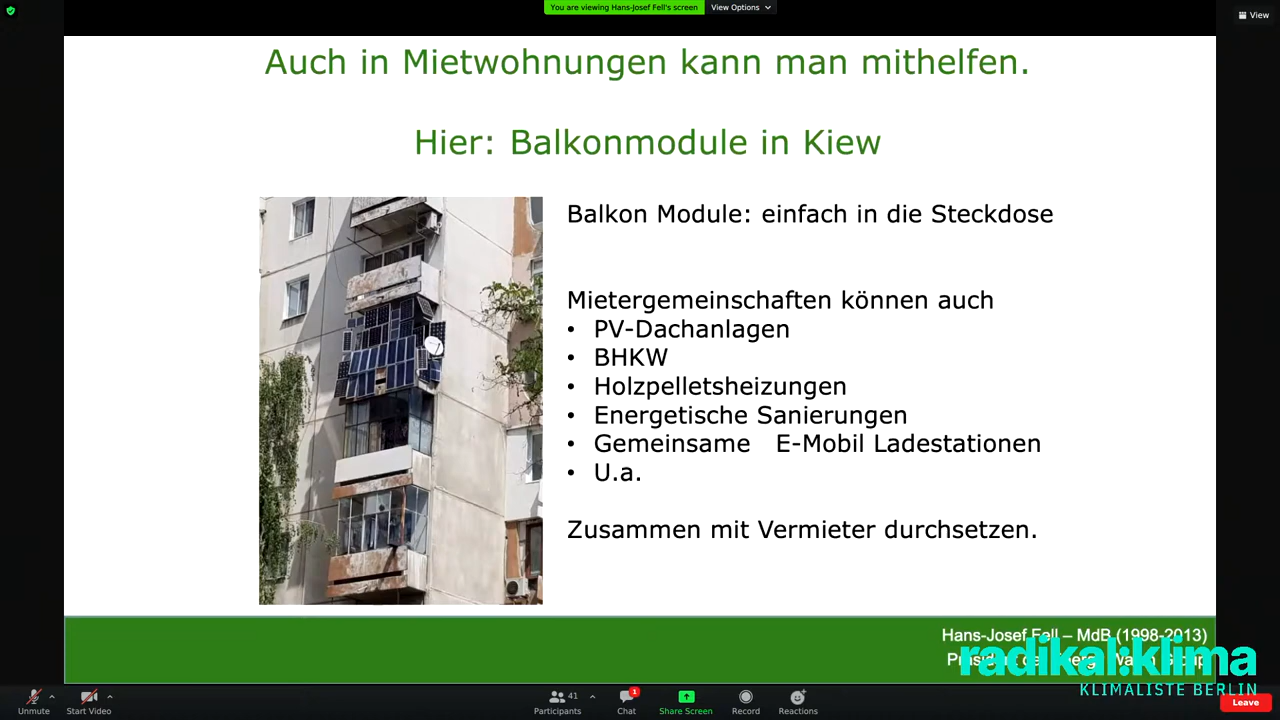 You are viewing Hans-Josef Fell's screen
View Options
View
Auch in Mietwohnungen kann man mithelfen.
Hier: Balkonmodule in Kiew
Balkon Module: einfach in die Steckdose
Mietergemeinschaften können auch
• PV-Dachanlagen
• BHKW
• Holzpelletsheizungen
• Energetische Sanierungen
• Gemeinsame E-Mobil Ladestationen
• U.a.
Zusammen mit Vermieter durchsetzen.
Hans-Josef Fell – MdB (1998-2013)
radikal:klima
KLIMALISTE BERLIN
Unmute
Start Video
41
Participants
1
Chat
Share Screen
Record
Reactions
Leave